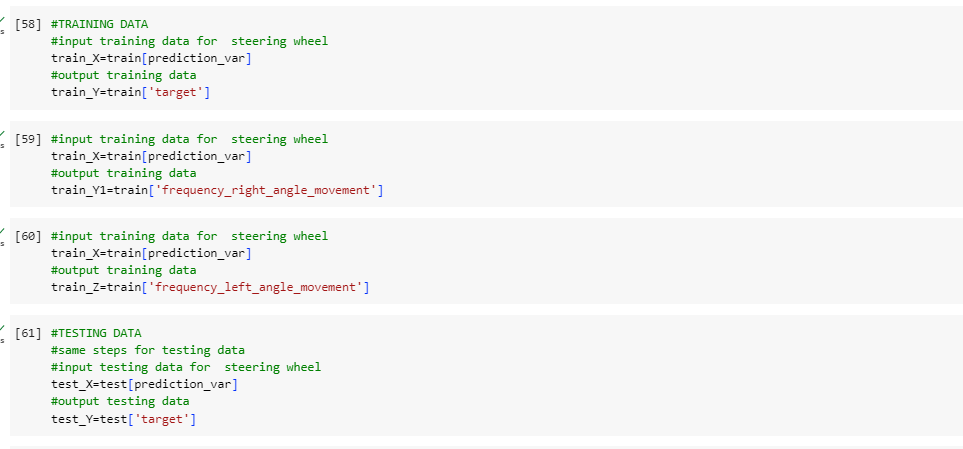 [58] #TRAINING DATA
#input training data for  steering wheel
train_X=train[prediction_var]
#output training data
train_Y=train['target']
[59] #input training data for  steering wheel
train_X=train[prediction_var]
#output training data
train_Y1=train['frequency_right_angle_movement']
[60] #input training data for  steering wheel
train_X=train[prediction_var]
#output training data
train_Z=train['frequency_left_angle_movement']
[61] #TESTING DATA
#same steps for testing data
#input testing data for  steering wheel
test_X=test[prediction_var]
#output testing data
test_Y=test['target']